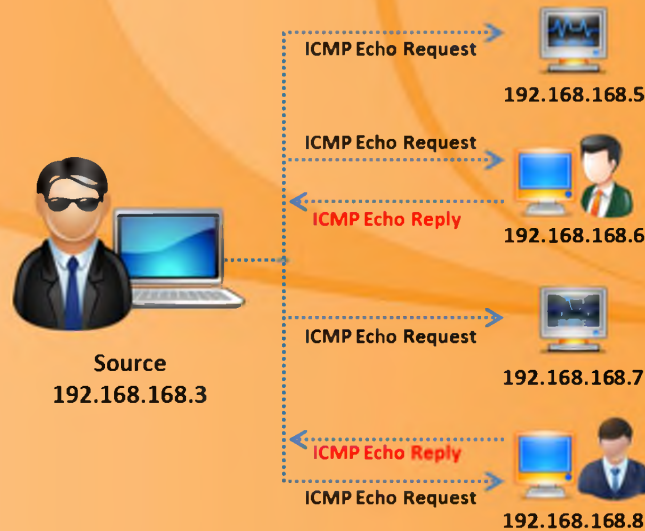 ICMP Echo Request
192.168.168.5
ICMP Echo Request
ICMP Echo Reply
192.168.168.6
Source
192.168.168.3
ICMP Echo Request
192.168.168.7
ICMP Echo Reply
ICMP Echo Request
192.168.168.8